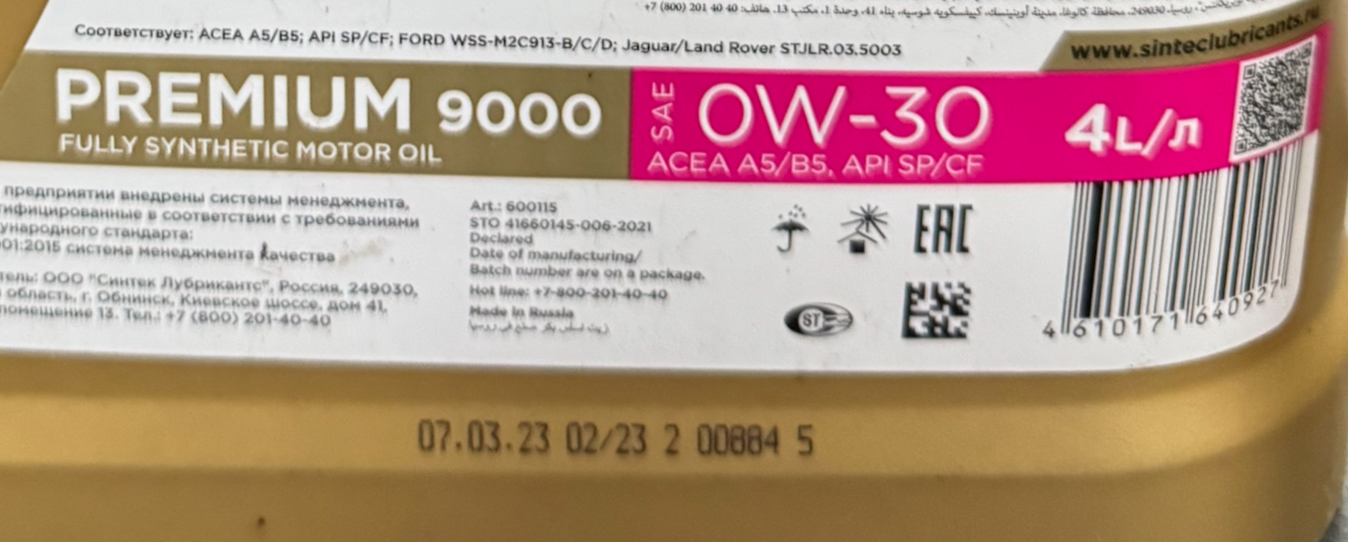 +7 (800) 201 40 40
Соответствует: ACEA A5/B5; API SP/CF; FORD WSS-M2C913-B/C/D; Jaguar/Land Rover STJLR.03.5003
www.sinteclubricants.ru
PREMIUM 9000
FULLY SYNTHETIC MOTOR OIL
SAE 0W-30
ACEA A5/B5, API SP/CF
4L/л
предприятии внедрены системы менеджмента,
соответствии с требованиями
стандарта:
01:2015 система менеджмента качества
ООО "Синтек Лубрикантс", Россия, 249030,
область, г. Обнинск, Киевское шоссе, дом 41,
помещение 13. Тел.: +7 (800) 201-40-40
Art.: 600115
STO 41660145-006-2021
Declared
Date of manufacturing/
Batch number are on a package.
Hot line: +7-800-201-40-40
Made in Russia
EAC
ST
4 610171 640927
07.03.23 02/23 2 00884 5